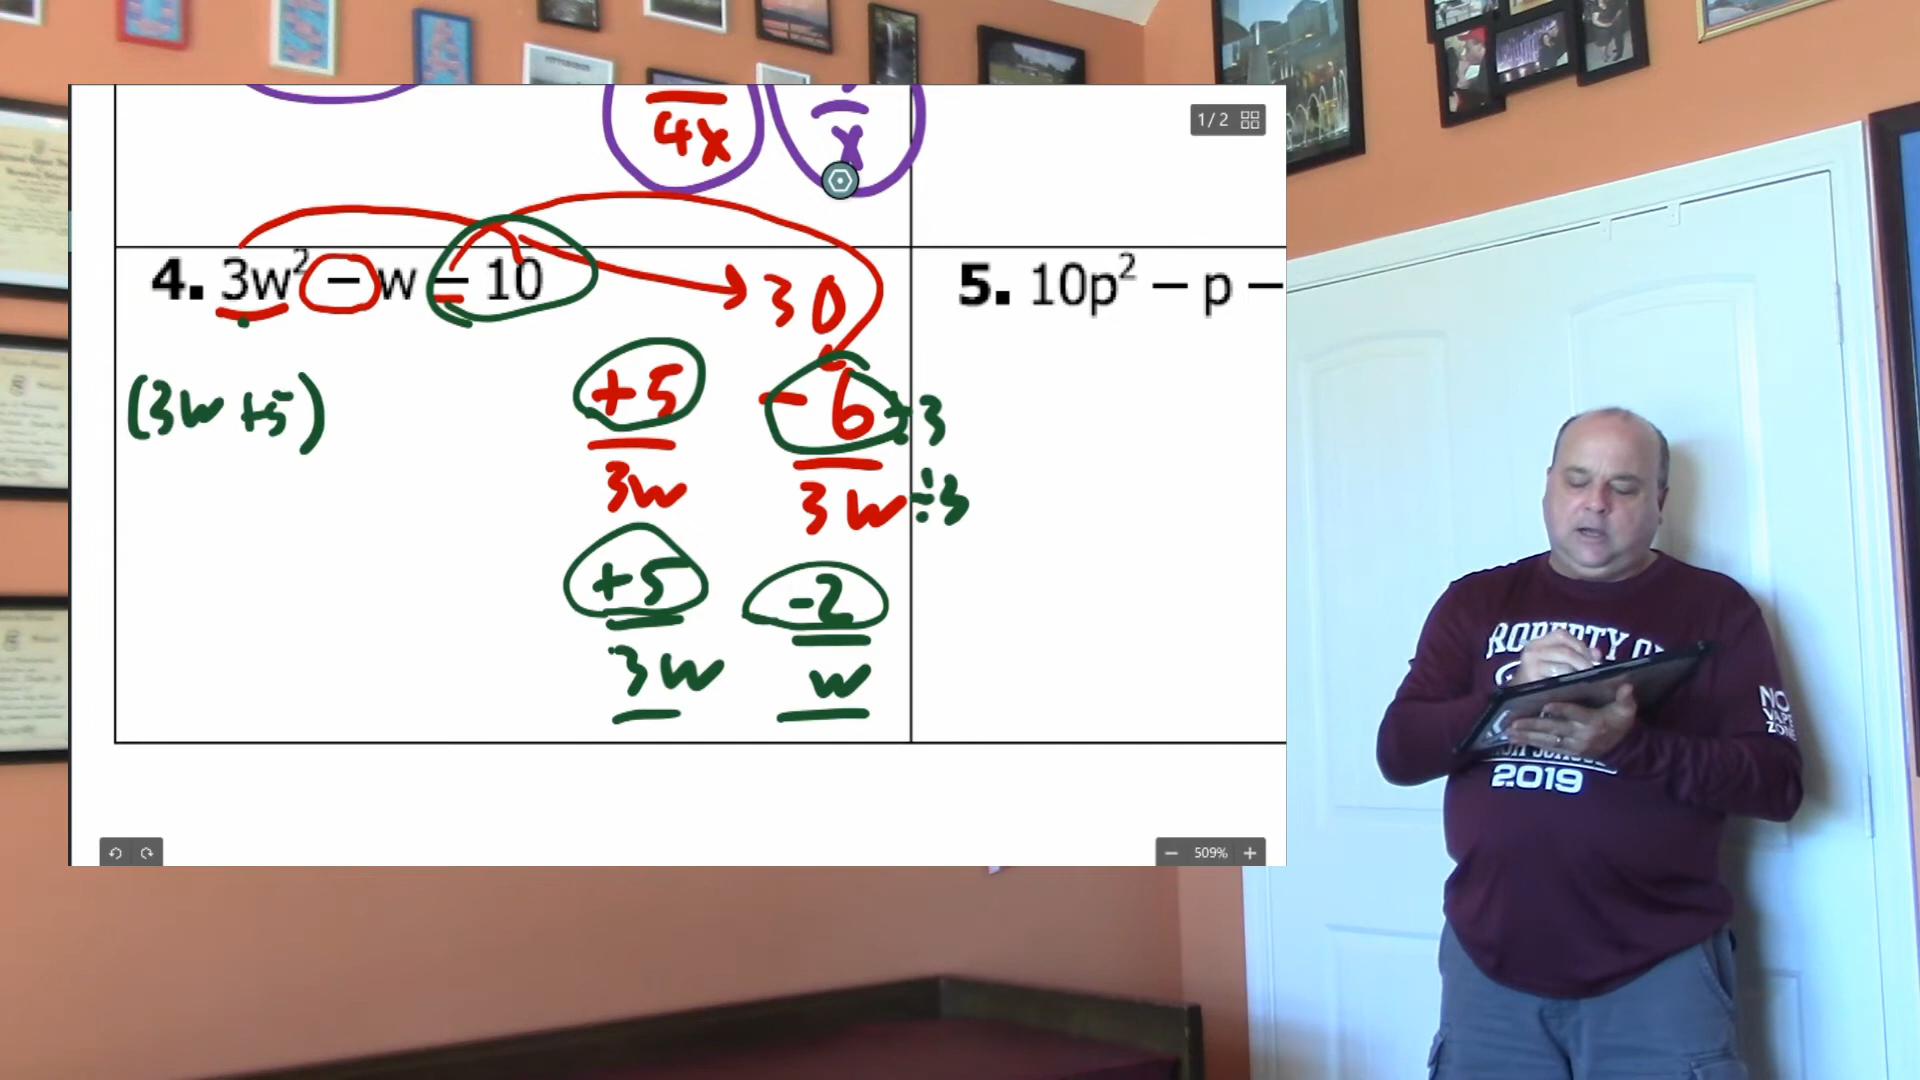 4x
x
1 / 2
4. 3w² − w − 10
30
5. 10p² − p −
(3w +5)
+5
-6 ÷3
3w
3w ÷3
+5
-2
3w
w
509%
NO
VAPE
ZONE
2019